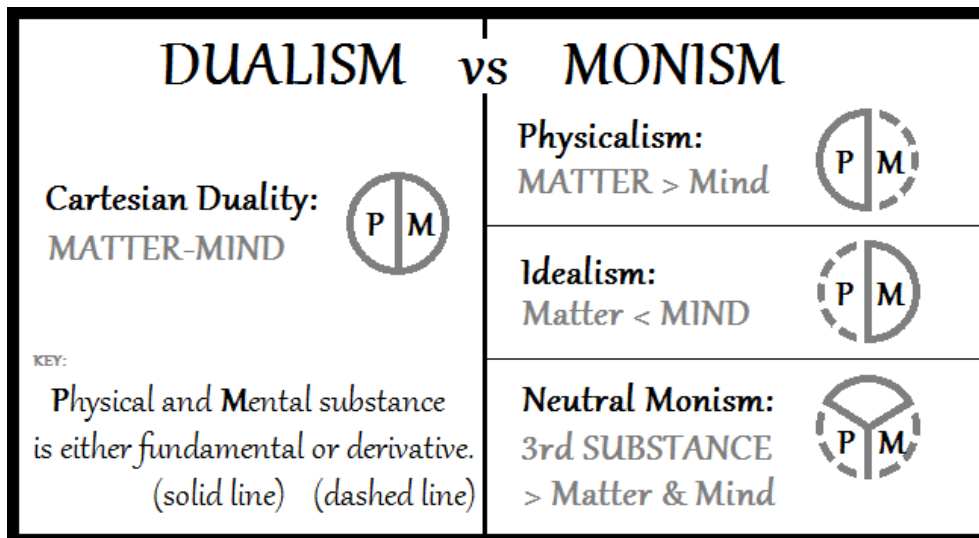 DUALISM vs MONISM
Cartesian Duality:
MATTER-MIND
P M
KEY:
Physical and Mental substance
is either fundamental or derivative.
(solid line) (dashed line)
Physicalism:
MATTER > Mind
P M
Idealism:
Matter < MIND
P M
Neutral Monism:
3rd SUBSTANCE
> Matter & Mind
P M